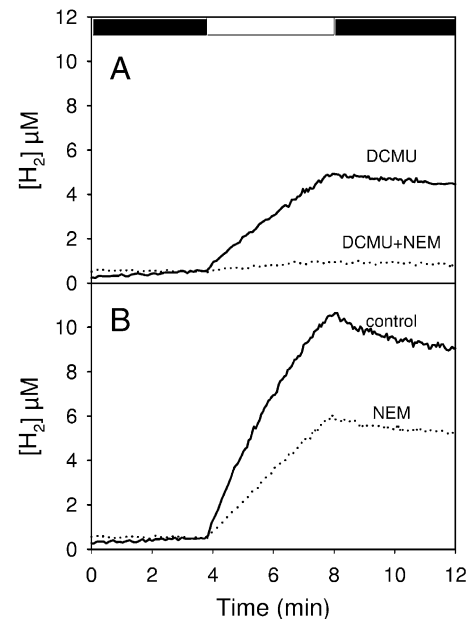 12
A
10
8
[H₂] µM
6
DCMU
4
2
DCMU+NEM
0
B
10
control
8
[H₂] µM
6
NEM
4
2
0
0 2 4 6 8 10 12
Time (min)